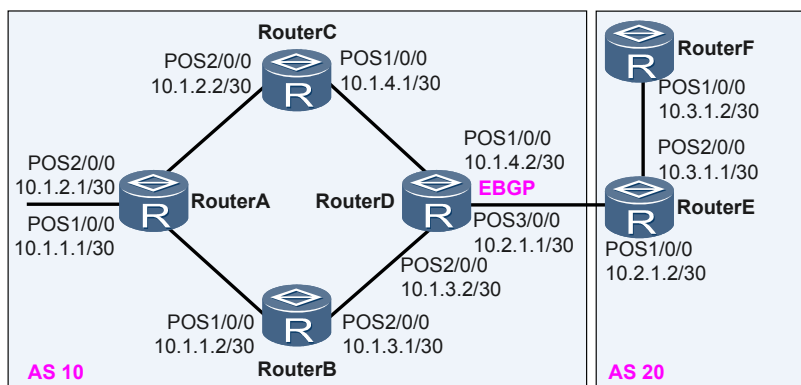 RouterC
POS2/0/0
10.1.2.2/30
POS1/0/0
10.1.4.1/30
R
RouterF
R
POS1/0/0
10.3.1.2/30
POS2/0/0
10.3.1.1/30
POS2/0/0
10.1.2.1/30
RouterA
R
POS1/0/0
10.1.1.1/30
POS1/0/0
10.1.4.2/30
RouterD
R
EBGP
POS3/0/0
10.2.1.1/30
RouterE
R
POS1/0/0
10.2.1.2/30
POS2/0/0
10.1.3.2/30
POS1/0/0
10.1.1.2/30
R
POS2/0/0
10.1.3.1/30
RouterB
AS 10
AS 20